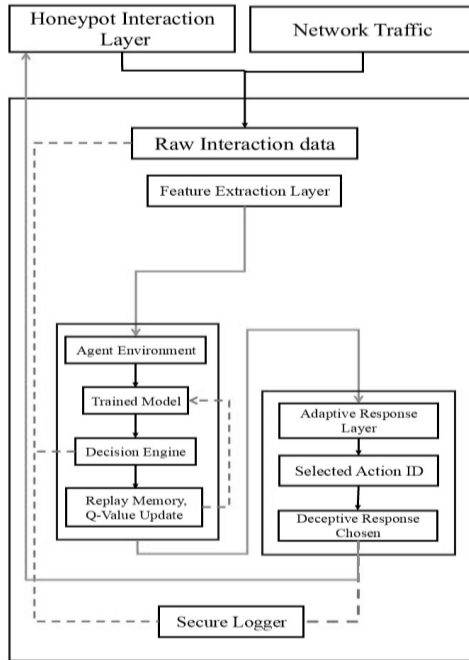 Honeypot Interaction
Layer
Network Traffic
Raw Interaction data
Feature Extraction Layer
Agent Environment
Trained Model
Decision Engine
Replay Memory,
Q-Value Update
Adaptive Response
Layer
Selected Action ID
Deceptive Response
Chosen
Secure Logger